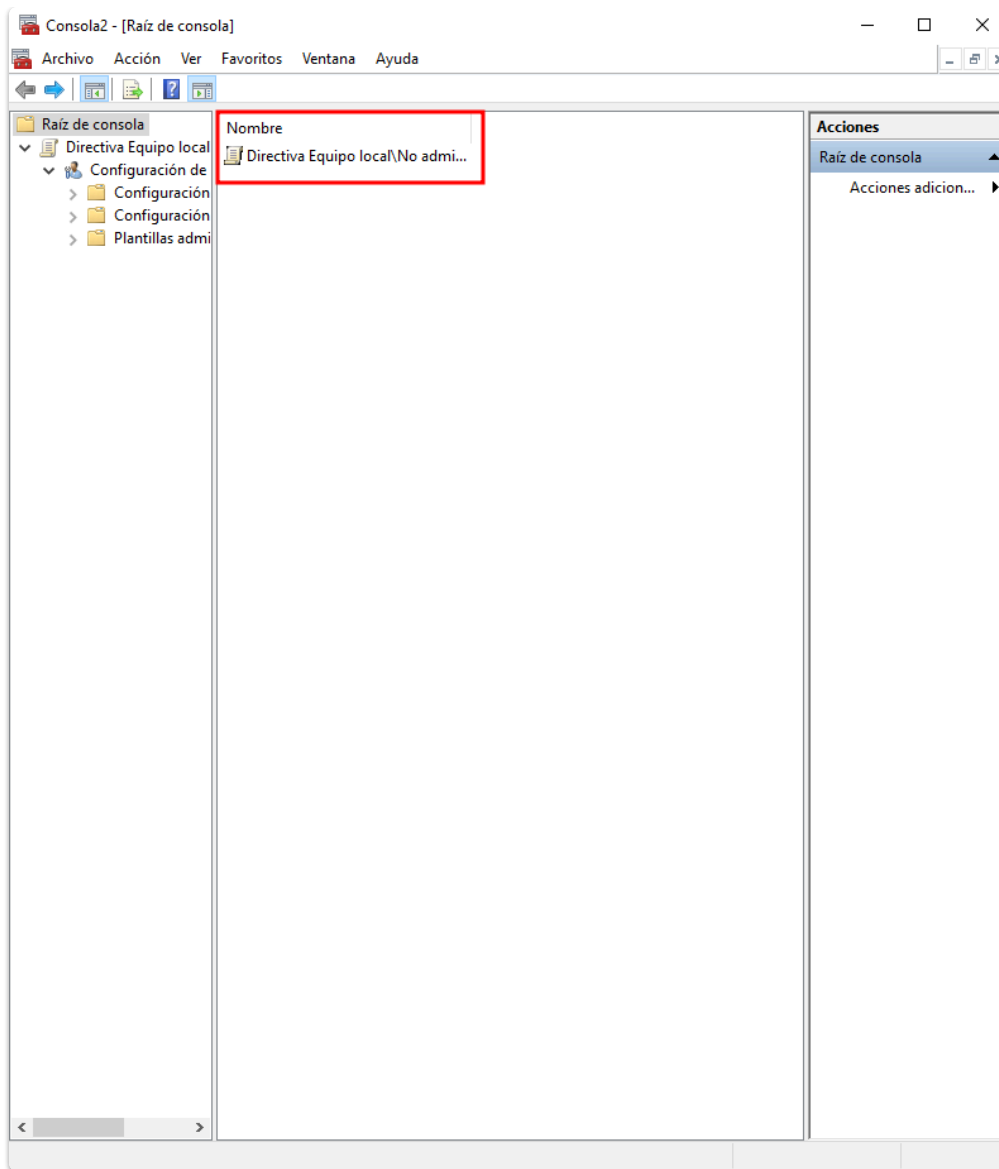 Consola2 - [Raíz de consola]
Archivo Acción Ver Favoritos Ventana Ayuda
Raíz de consola
Directiva Equipo local
Configuración de
Configuración
Configuración
Plantillas admi
Nombre
Directiva Equipo local\No admi...
Acciones
Raíz de consola
Acciones adicion...